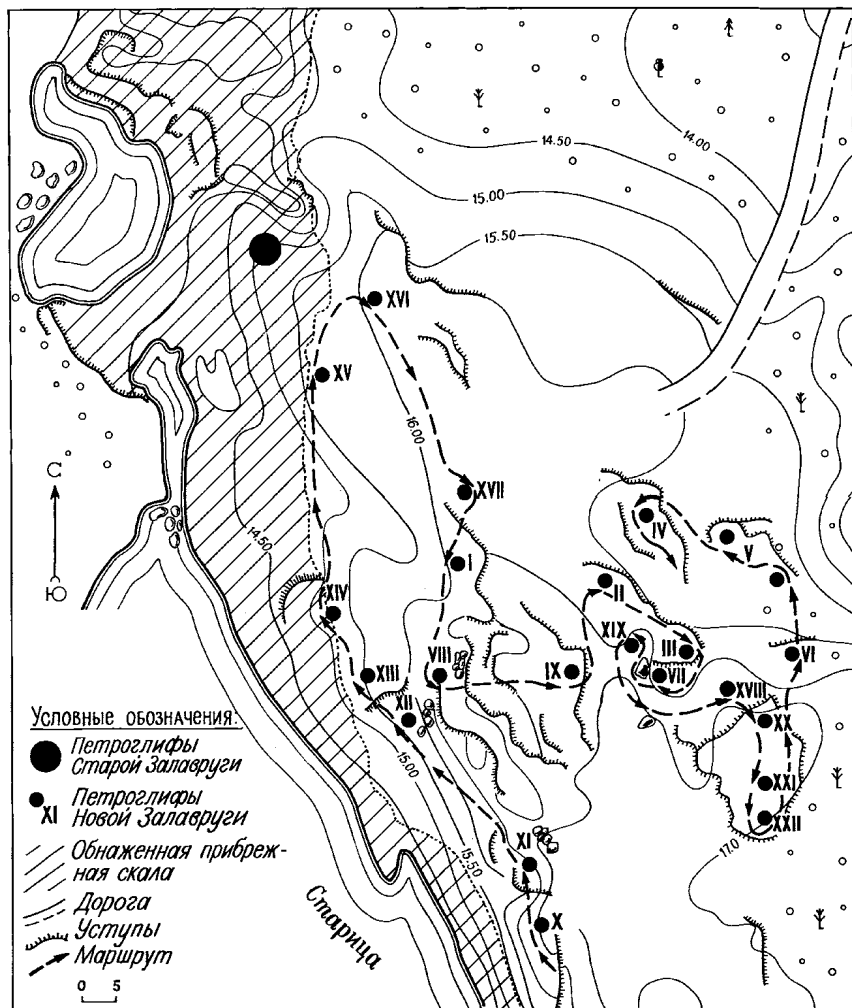 14.50
14.00
15.00
15.50
XVI
XV
16.00
С
Ю
XVII
14.50
IV
V
I
II
XIV
XIX
III
VI
VIII
IX
VII
XIII
XVIII
XII
XX
Условные обозначения:
Петроглифы
Старой Залавруги
15.00
XXI
XI
Петроглифы
Новой Залавруги
XXII
17.0
15.50
XI
Обнаженная прибреж-
ная скала
Дорога
Старица
X
Уступы
Маршрут
0 5